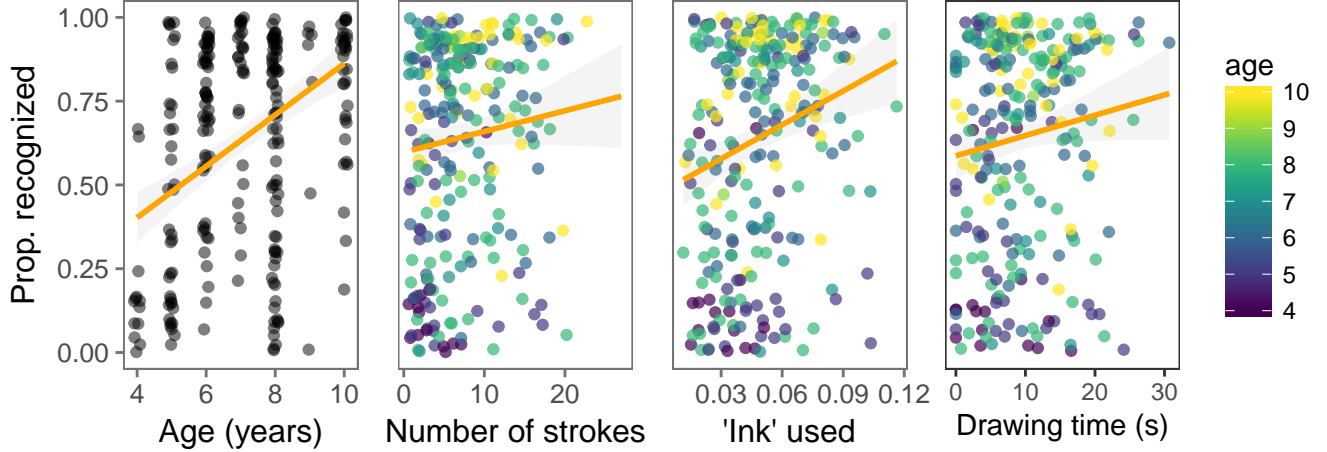 Prop. recognized
1.00
0.75
0.50
0.25
0.00
4 6 8 10
Age (years)
0 10 20
Number of strokes
0.03 0.06 0.09 0.12
'Ink' used
0 10 20 30
Drawing time (s)
age
10
9
8
7
6
5
4